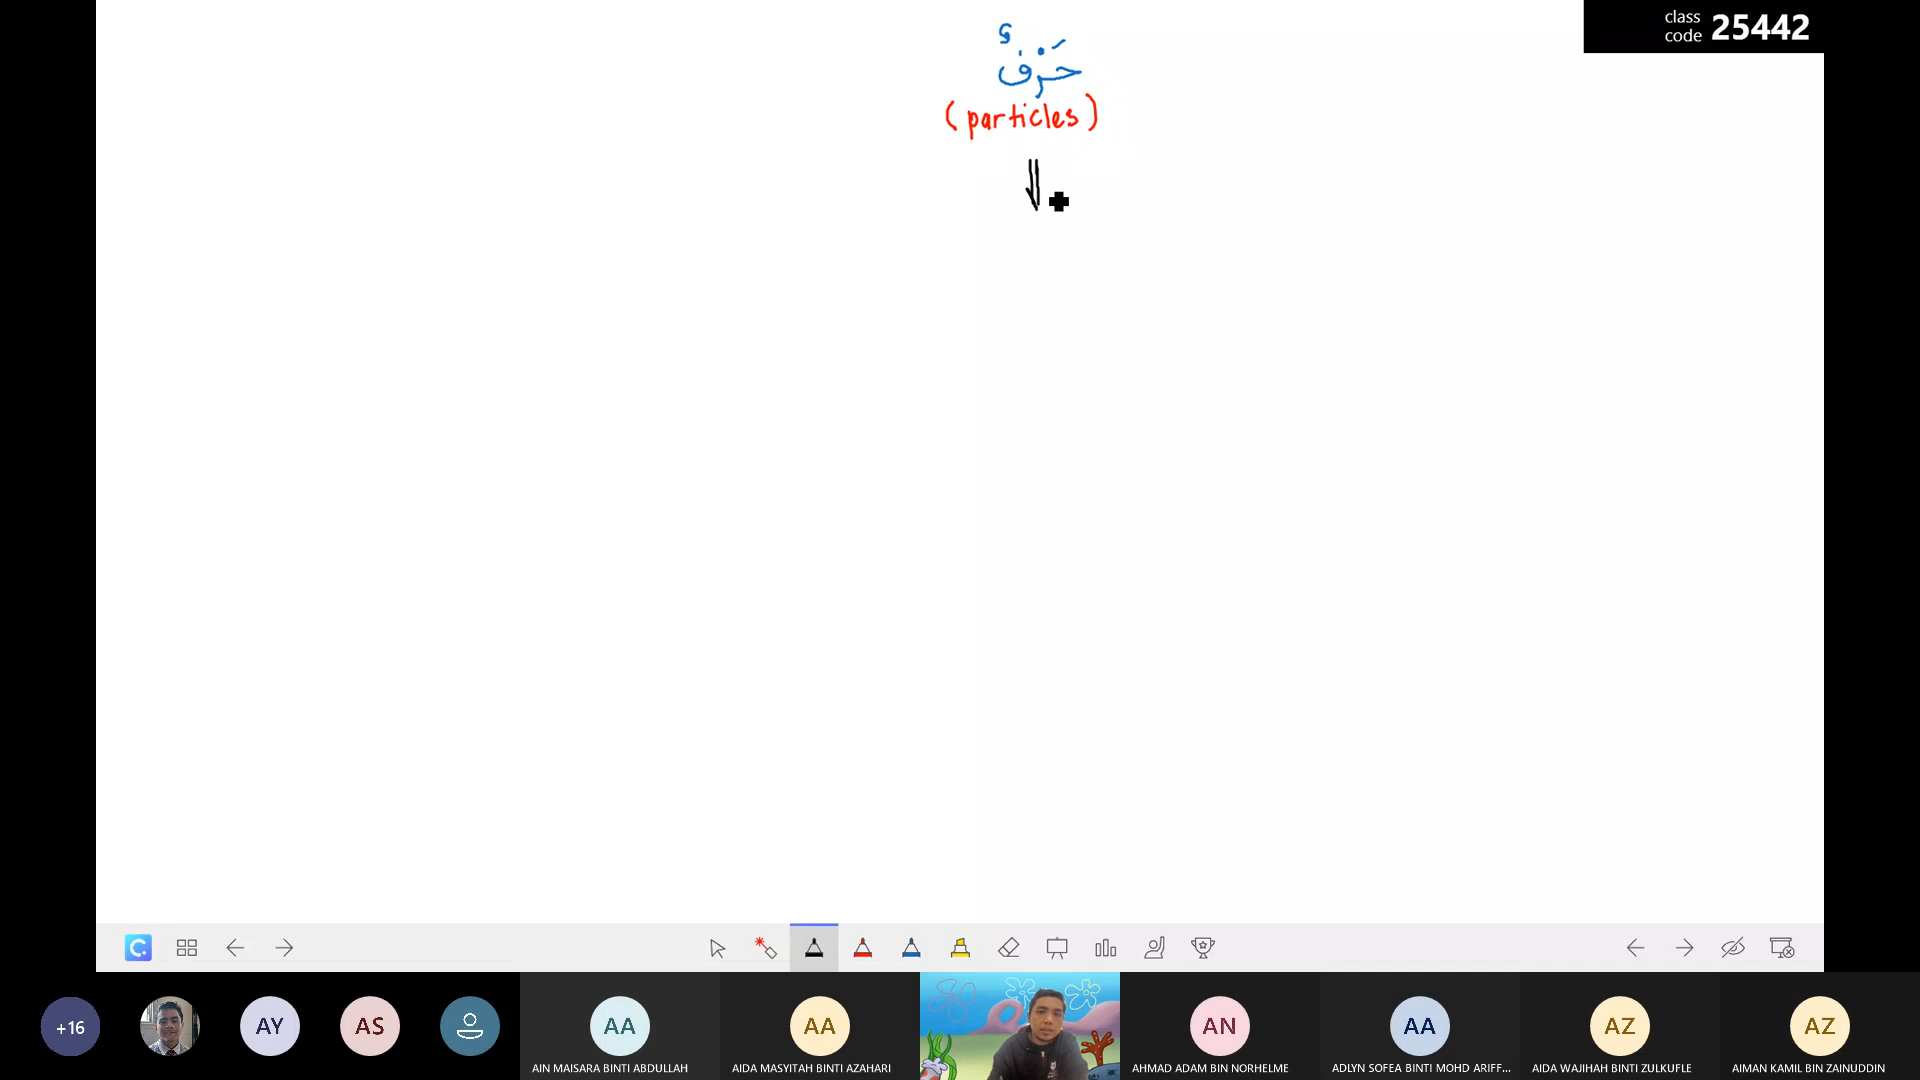 class
code 25442
حَرْفٌ
(particles)
+16
AY
AS
AA
AIN MAISARA BINTI ABDULLAH
AA
AIDA MASYITAH BINTI AZAHARI
AN
AHMAD ADAM BIN NORHELME
AA
ADLYN SOFEA BINTI MOHD ARIFF...
AZ
AIDA WAJIHAH BINTI ZULKUFLE
AZ
AIMAN KAMIL BIN ZAINUDDIN